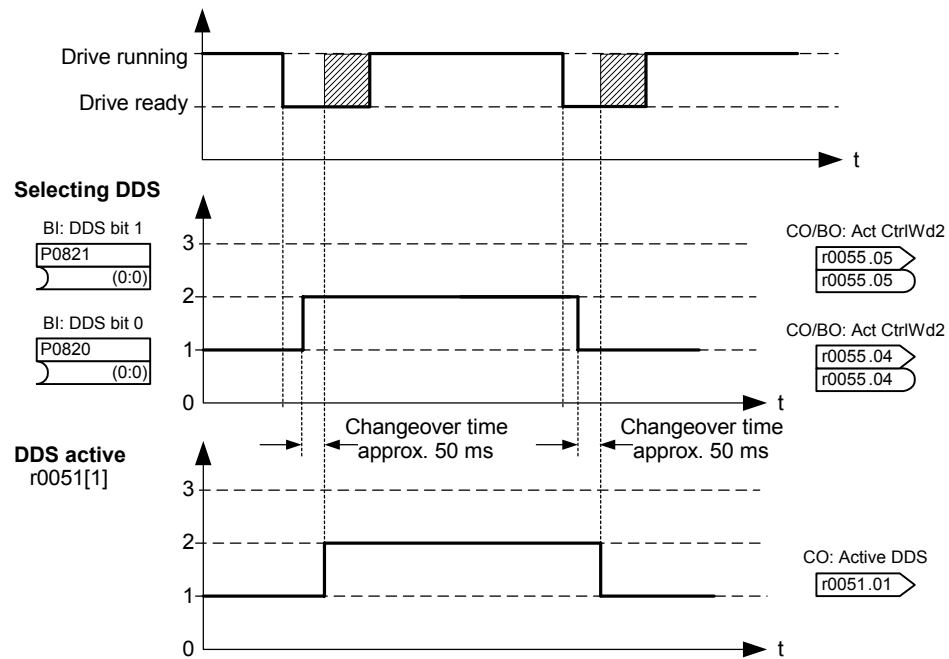 Drive running
Drive ready
t
Selecting DDS
BI: DDS bit 1
P0821
(0:0)
BI: DDS bit 0
P0820
(0:0)
3
2
1
0
t
CO/BO: Act CtrlWd2
r0055 .05
r0055 .05
CO/BO: Act CtrlWd2
r0055 .04
r0055 .04
Changeover time
approx. 50 ms
Changeover time
approx. 50 ms
DDS active
r0051[1]
3
2
1
0
t
CO: Active DDS
r0051.01